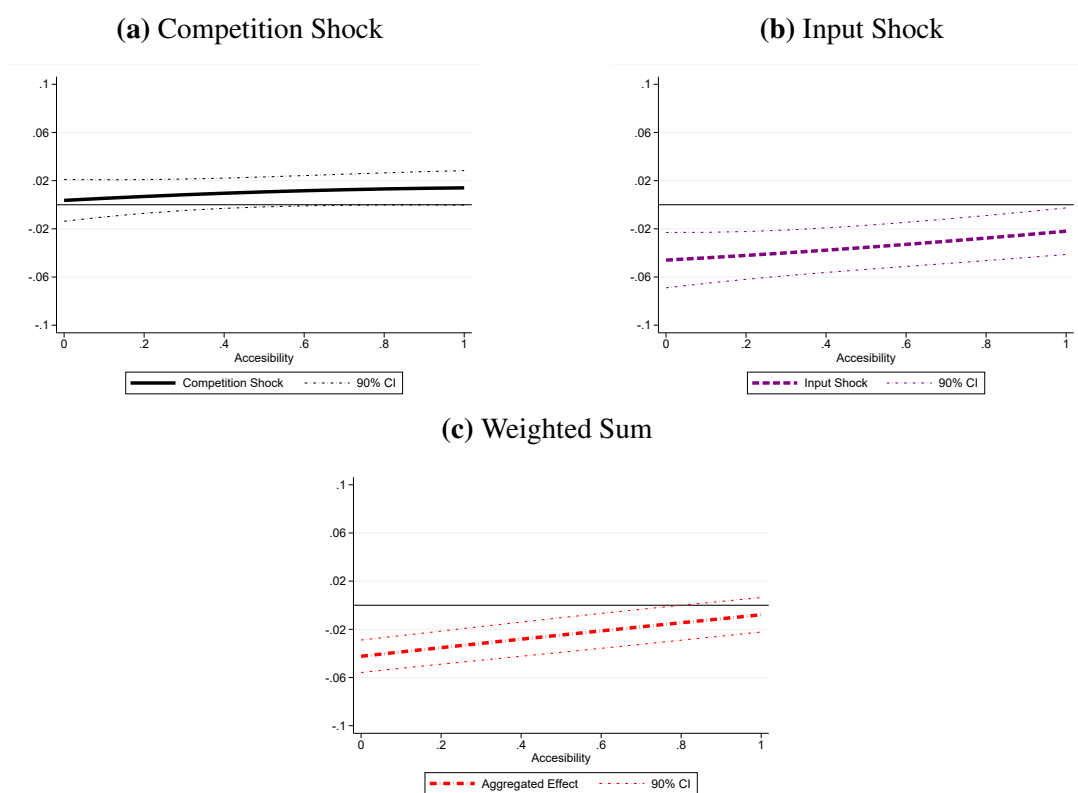 (a) Competition Shock
.1
.06
.02
-.02
-.06
-.1
0 .2 .4 .6 .8 1
Accesibility
Competition Shock 90% CI
(b) Input Shock
.1
.06
.02
-.02
-.06
-.1
0 .2 .4 .6 .8 1
Accesibility
Input Shock 90% CI
(c) Weighted Sum
.1
.06
.02
-.02
-.06
-.1
0 .2 .4 .6 .8 1
Accesibility
Aggregated Effect 90% CI